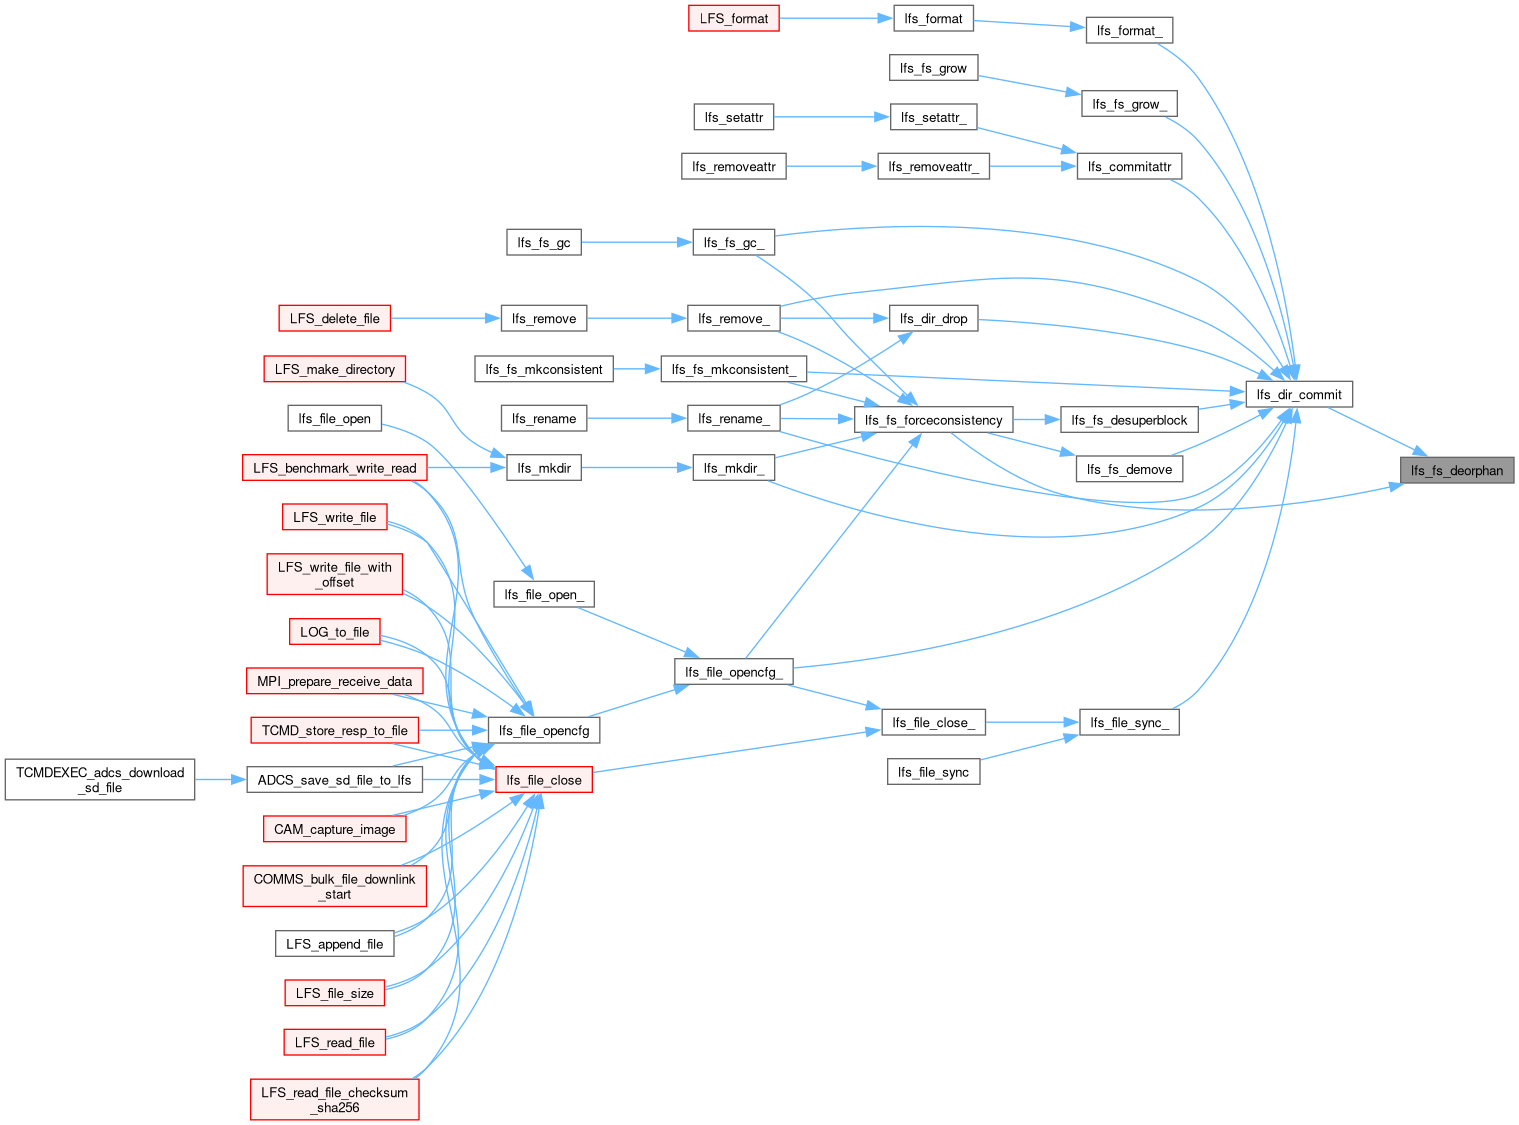 LFS_format
lfs_format
lfs_format_
lfs_fs_grow
lfs_fs_grow_
lfs_setattr
lfs_setattr_
lfs_removeattr
lfs_removeattr_
lfs_commitattr
lfs_fs_gc
lfs_fs_gc_
LFS_delete_file
lfs_remove
lfs_remove_
lfs_dir_drop
LFS_make_directory
lfs_fs_mkconsistent
lfs_fs_mkconsistent_
lfs_dir_commit
lfs_file_open
lfs_rename
lfs_rename_
lfs_fs_forceconsistency
lfs_fs_desuperblock
LFS_benchmark_write_read
lfs_mkdir
lfs_mkdir_
lfs_fs_demove
lfs_fs_deorphan
LFS_write_file
LFS_write_file_with
_offset
lfs_file_open_
LOG_to_file
MPI_prepare_receive_data
lfs_file_opencfg_
TCMD_store_resp_to_file
lfs_file_opencfg
lfs_file_close_
lfs_file_sync_
TCMDEXEC_adcs_download
_sd_file
ADCS_save_sd_file_to_lfs
lfs_file_close
lfs_file_sync
CAM_capture_image
COMMS_bulk_file_downlink
_start
LFS_append_file
LFS_file_size
LFS_read_file
LFS_read_file_checksum
_sha256